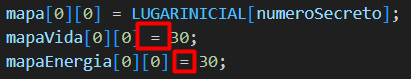 mapa[0][0] = LUGARINICIAL[numeroSecreto];
mapaVida[0][0] = 30;
mapaEnergia[0][0] = 30;